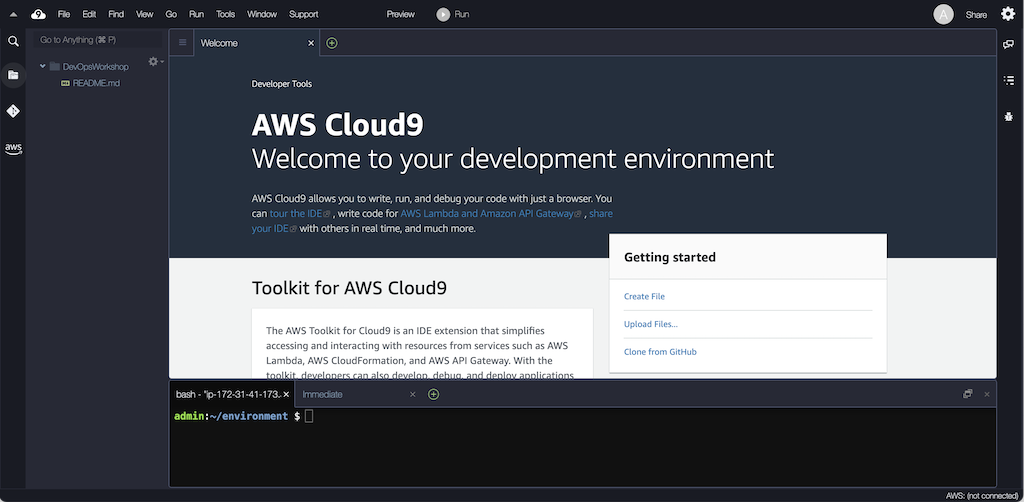 9 File Edit Find View Go Run Tools Window Support Preview Run A Share
Go to Anything (⌘ P)
DevOpsWorkshop
README.md
aws
Welcome
Developer Tools
AWS Cloud9
Welcome to your development environment
AWS Cloud9 allows you to write, run, and debug your code with just a browser. You
can tour the IDE , write code for AWS Lambda and Amazon API Gateway , share
your IDE with others in real time, and much more.
Getting started
Create File
Upload Files...
Clone from GitHub
Toolkit for AWS Cloud9
The AWS Toolkit for Cloud9 is an IDE extension that simplifies
accessing and interacting with resources from services such as AWS
Lambda, AWS CloudFormation, and AWS API Gateway. With the
toolkit, developers can also develop, debug, and deploy applications
bash - "ip-172-31-41-173. Immediate
admin:~/environment $
AWS: (not connected)